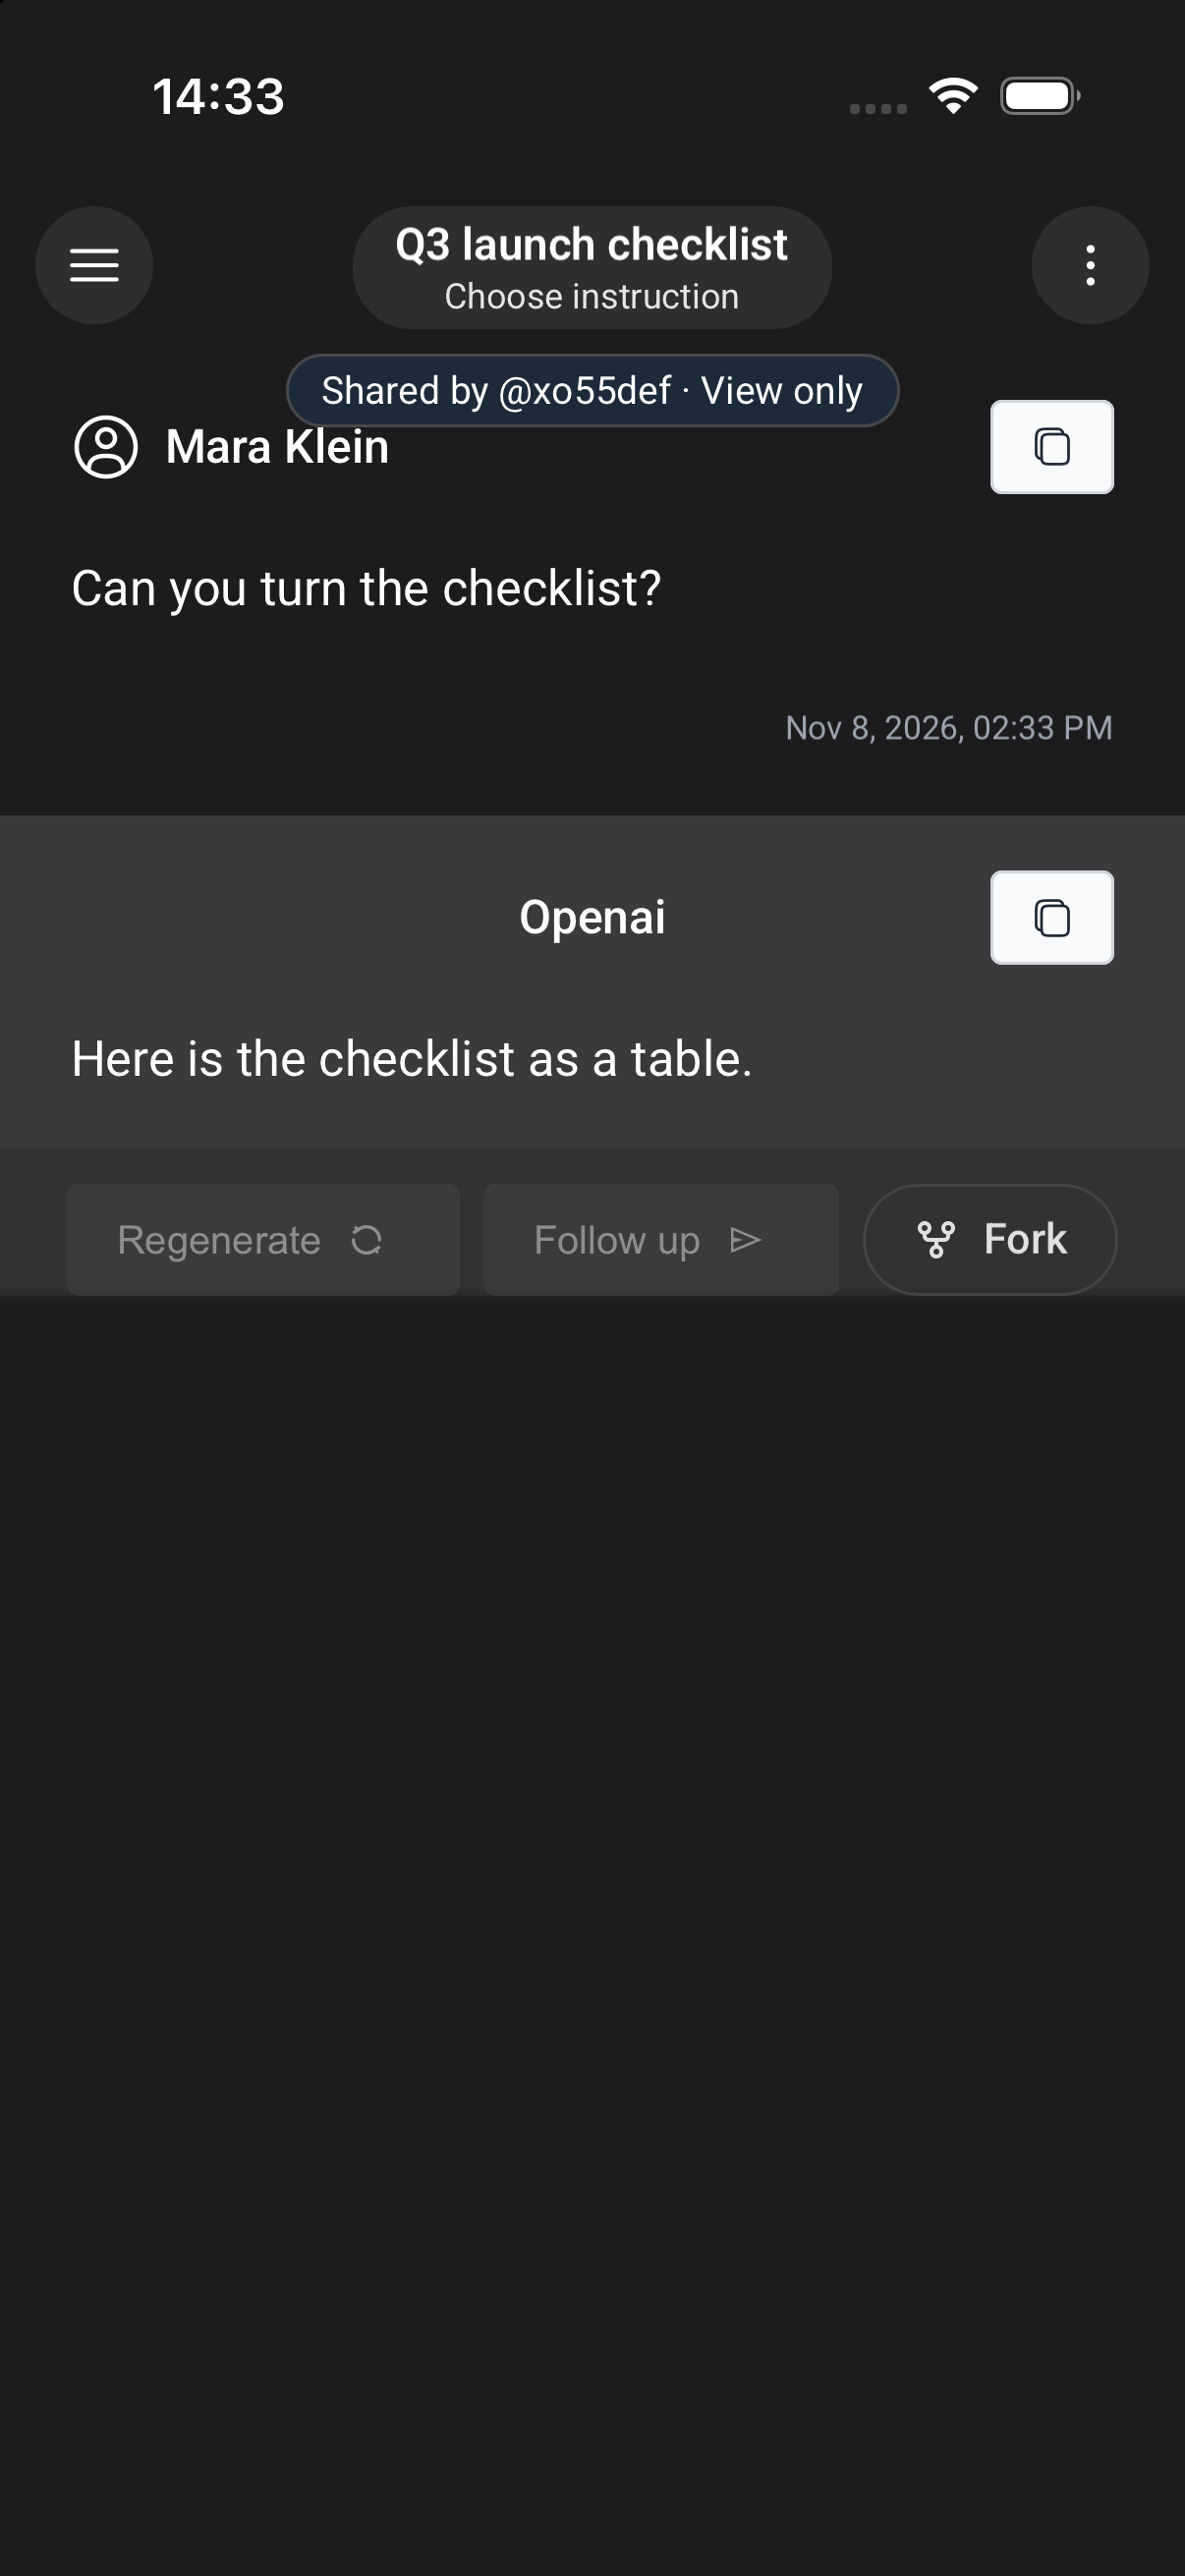 14:33
Q3 launch checklist
Choose instruction
Shared by @xo55def · View only
Mara Klein
Can you turn the checklist?
Nov 8, 2026, 02:33 PM
Openai
Here is the checklist as a table.
Regenerate
Follow up
Fork